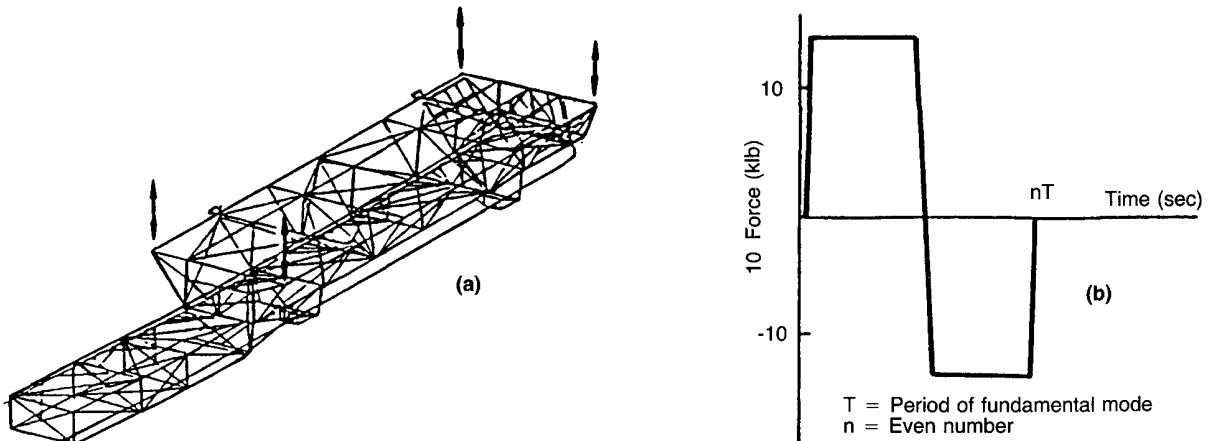 (a)
10
10 Force (klb)
-10
nT
Time (sec)
(b)
T = Period of fundamental mode
n = Even number